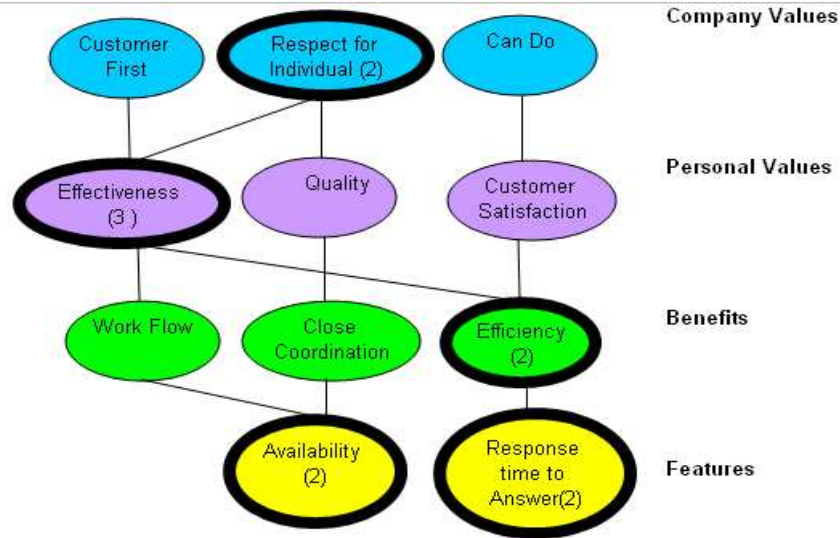 Company Values
Customer
First
Respect for
Individual (2)
Can Do
Personal Values
Effectiveness
(3 )
Quality
Customer
Satisfaction
Benefits
Work Flow
Close
Coordination
Efficiency
(2)
Features
Availability
(2)
Response
time to
Answer(2)